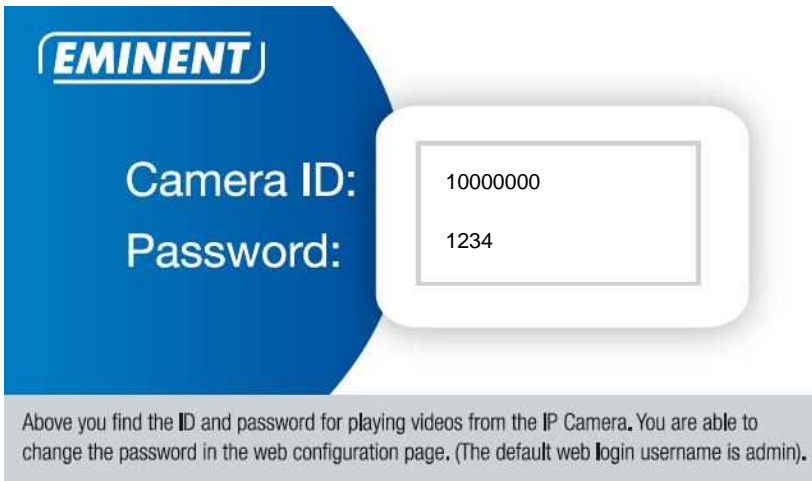 EMINENT
Camera ID: 10000000
Password: 1234
Above you find the ID and password for playing videos from the IP Camera. You are able to
change the password in the web configuration page. (The default web login username is admin).